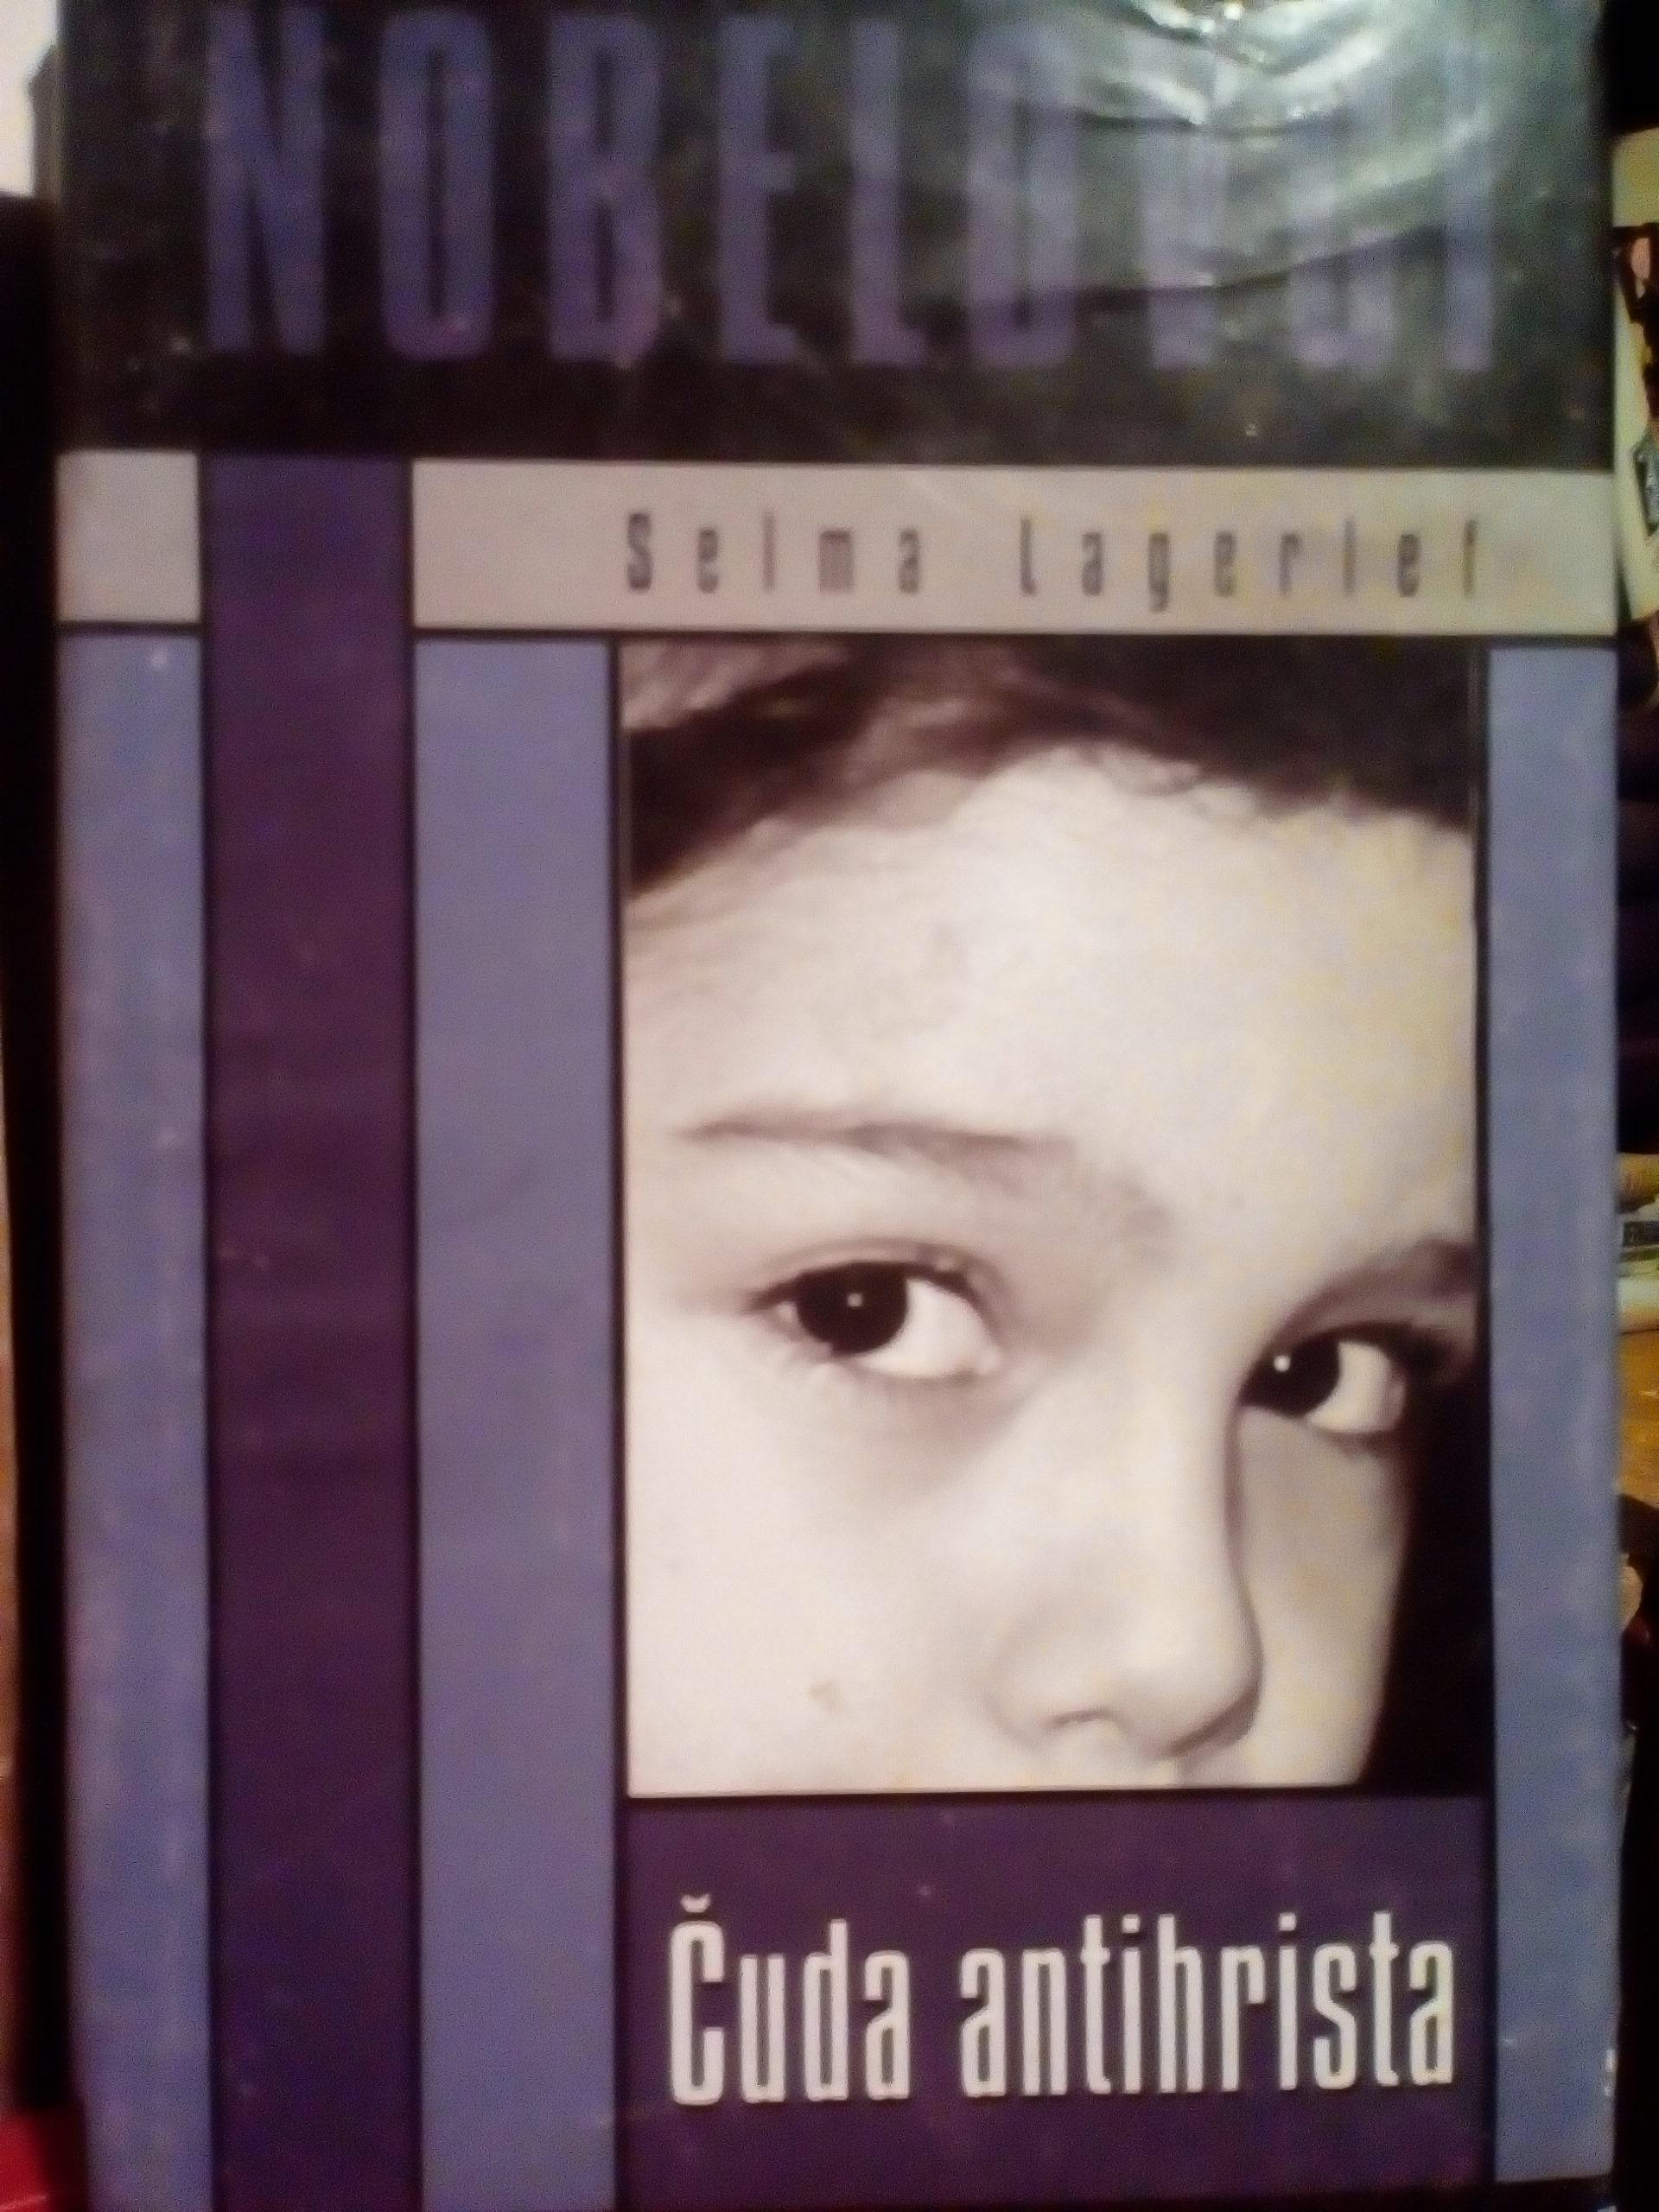 NOBELOVCI
Selma Lagerlef
Čuda antihrista